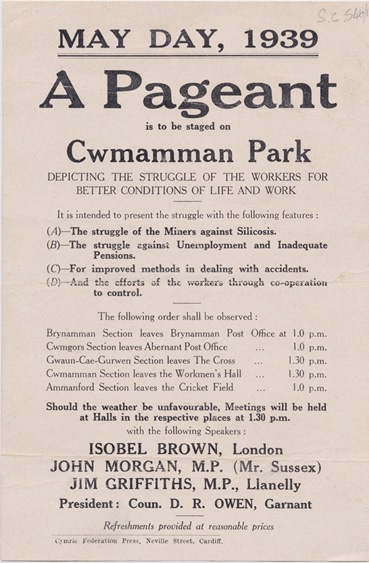 S.C. 546/
MAY DAY, 1939
A Pageant
is to be staged on
Cwmamman Park
DEPICTING THE STRUGGLE OF THE WORKERS FOR
BETTER CONDITIONS OF LIFE AND WORK
It is intended to present the struggle with the following features :
(A)—The struggle of the Miners against Silicosis.
(B)—The struggle against Unemployment and Inadequate
Pensions.
(C)—For improved methods in dealing with accidents.
(D)—And the efforts of the workers through co-operation
to control.
The following order shall be observed :
Brynamman Section leaves Brynamman Post Office at 1.0 p.m.
Cwmgors Section leaves Abernant Post Office ... 1.0 p.m.
Gwaun-Cae-Gurwen Section leaves The Cross ... 1.30 p.m.
Cwmamman Section leaves the Workmen's Hall ... 1.30 p.m.
Ammanford Section leaves the Cricket Field ... 1.0 p.m.
Should the weather be unfavourable, Meetings will be held
at Halls in the respective places at 1.30 p.m.
with the following Speakers :
ISOBEL BROWN, London
JOHN MORGAN, M.P. (Mr. Sussex)
JIM GRIFFITHS, M.P., Llanelly
President : Coun. D. R. OWEN, Garnant
Refreshments provided at reasonable prices
Cymric Federation Press, Neville Street, Cardiff.